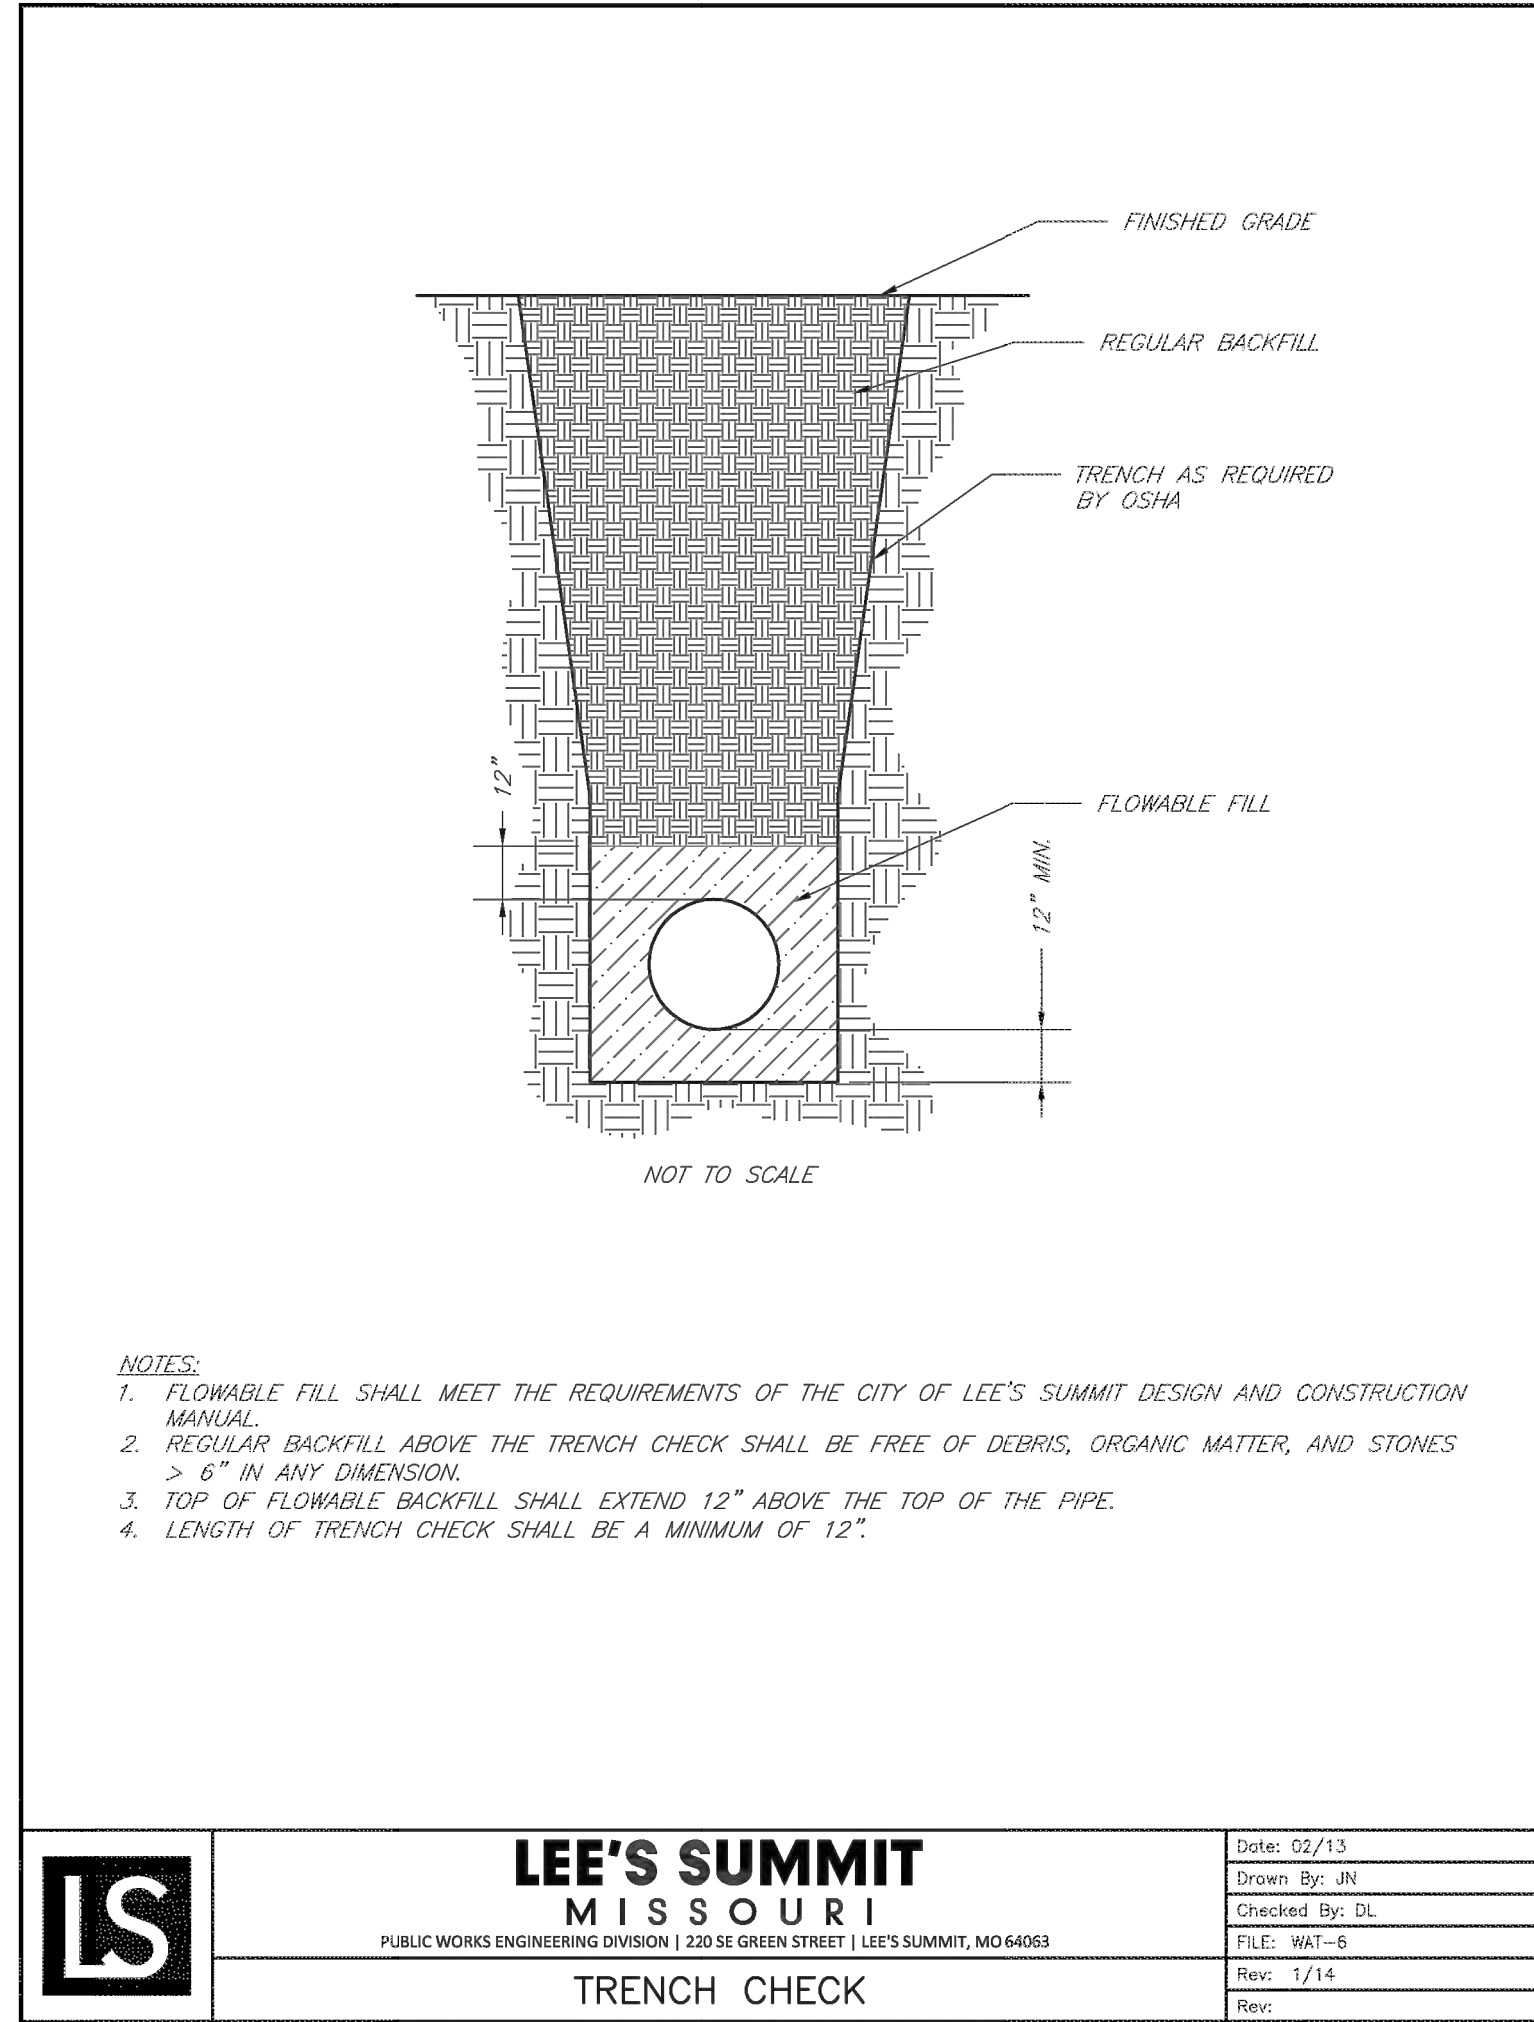 FINISHED GRADE
REGULAR BACKFILL
TRENCH AS REQUIRED
BY OSHA
12"
FLOWABLE FILL
12" MIN.
NOT TO SCALE
NOTES:
1. FLOWABLE FILL SHALL MEET THE REQUIREMENTS OF THE CITY OF LEE'S SUMMIT DESIGN AND CONSTRUCTION
MANUAL.
2. REGULAR BACKFILL ABOVE THE TRENCH CHECK SHALL BE FREE OF DEBRIS, ORGANIC MATTER, AND STONES
> 6" IN ANY DIMENSION.
3. TOP OF FLOWABLE BACKFILL SHALL EXTEND 12" ABOVE THE TOP OF THE PIPE.
4. LENGTH OF TRENCH CHECK SHALL BE A MINIMUM OF 12".
LS
LEE'S SUMMIT
MISSOURI
PUBLIC WORKS ENGINEERING DIVISION | 220 SE GREEN STREET | LEE'S SUMMIT, MO 64063
TRENCH CHECK
Date: 02/13
Drawn By: JN
Checked By: DL
FILE: WAT-6
Rev: 1/14
Rev: